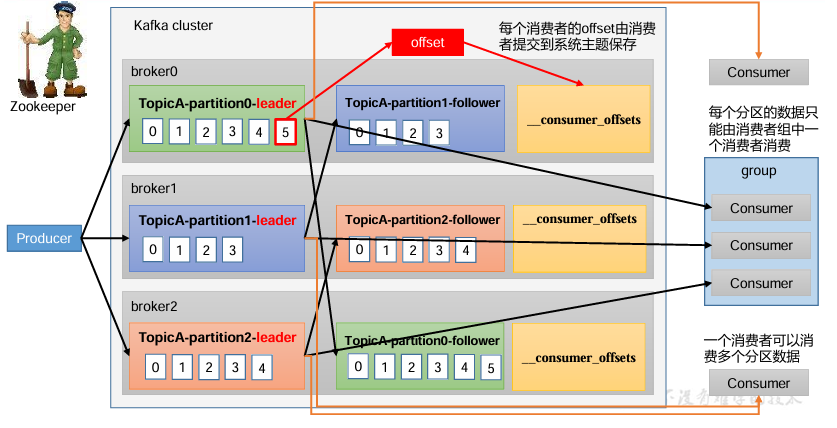 Kafka cluster
Zookeeper
offset
每个消费者的offset由消费
者提交到系统主题保存
broker0
TopicA-partition0-leader
0 1 2 3 4 5
TopicA-partition1-follower
0 1 2 3
__consumer_offsets
Consumer
每个分区的数据只
能由消费者组中一
个消费者消费
broker1
TopicA-partition1-leader
0 1 2 3
TopicA-partition2-follower
0 1 2 3 4
__consumer_offsets
Producer
group
Consumer
Consumer
Consumer
broker2
TopicA-partition2-leader
0 1 2 3 4
TopicA-partition0-follower
0 1 2 3 4 5
__consumer_offsets
一个消费者可以消
费多个分区数据
Consumer